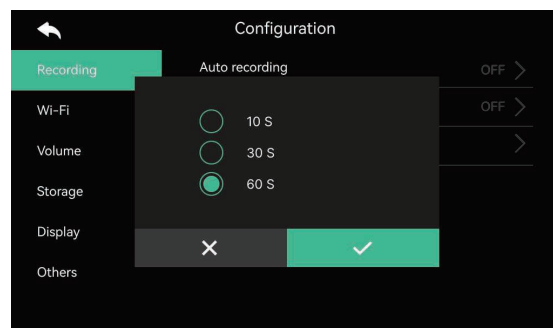 Configuration
Recording
Auto recording
OFF
Wi-Fi
OFF
10 S
Volume
30 S
Storage
60 S
Display
Others